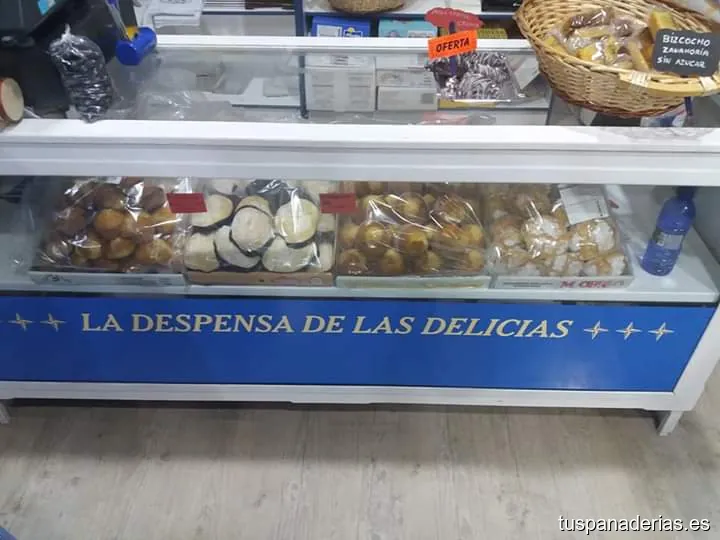 OFERTA
BIZCOCHO
ZANAHORIA
SIN AZUCAR
LA DESPENSA DE LAS DELICIAS
tuspanaderias.es